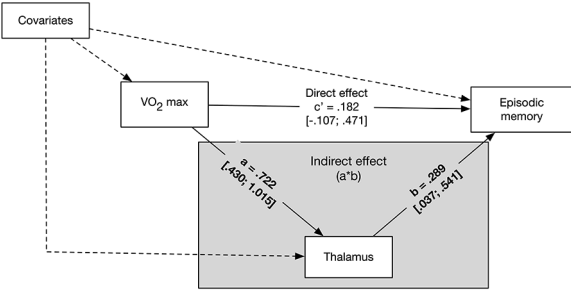 Covariates
VO2 max
Direct effect
c' = .182
[-.107; .471]
Episodic
memory
Indirect effect
(a*b)
a = .722
[.430; 1.015]
b = .289
[.037; .541]
Thalamus